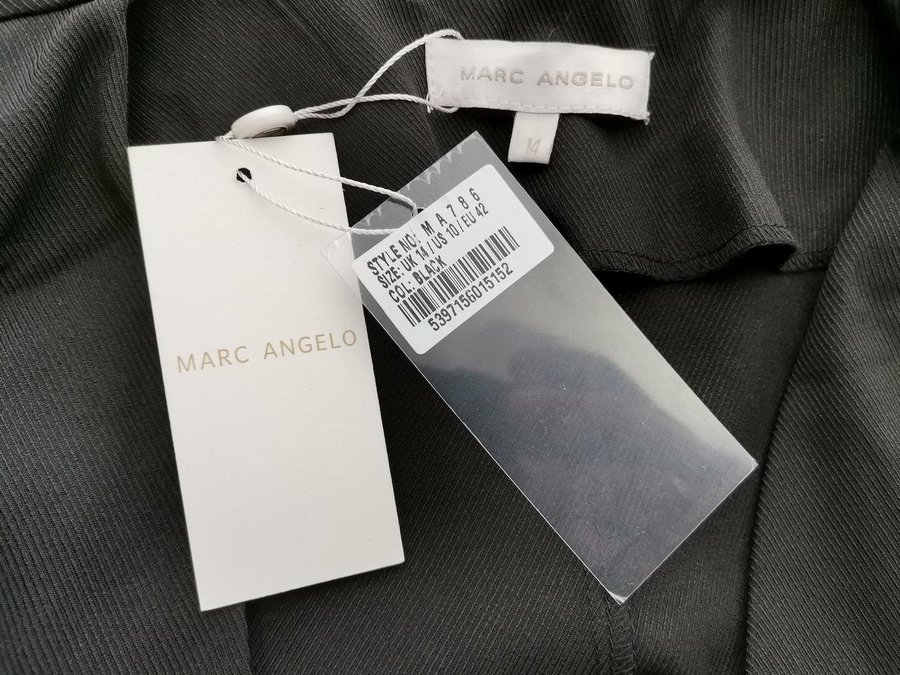 MARC ANGELO
14
STYLE NO: M A 7 8 6
SIZE: UK 14 / US 10 / EU 42
COL: BLACK
5397156015152
MARC ANGELO